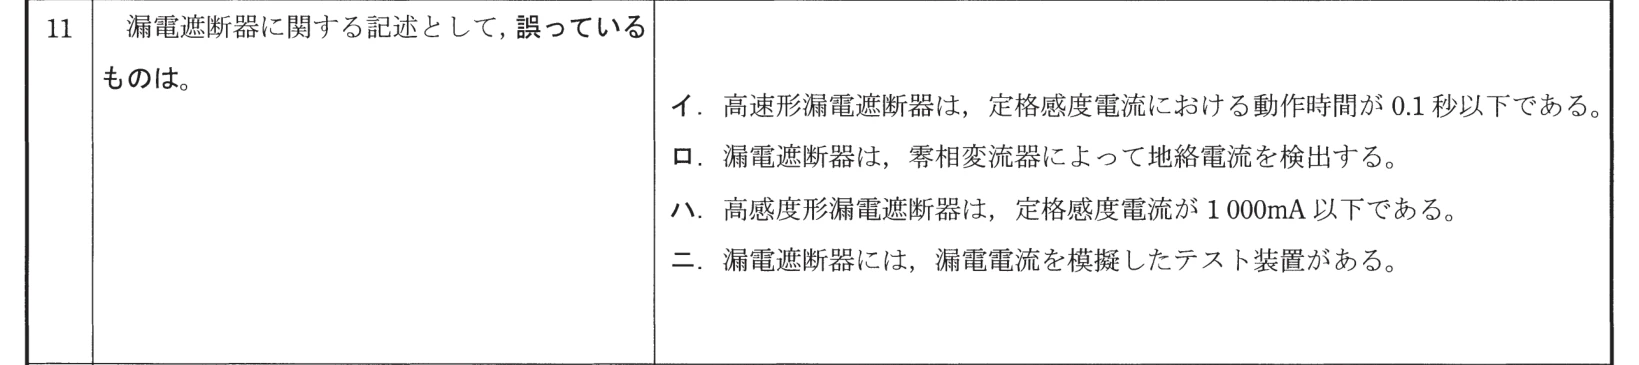 11
漏電遮断器に関する記述として,誤っている
ものは。
イ．高速形漏電遮断器は，定格感度電流における動作時間が 0.1 秒以下である。
ロ．漏電遮断器は，零相変流器によって地絡電流を検出する。
ハ．高感度形漏電遮断器は，定格感度電流が 1 000mA 以下である。
ニ．漏電遮断器には，漏電電流を模擬したテスト装置がある。